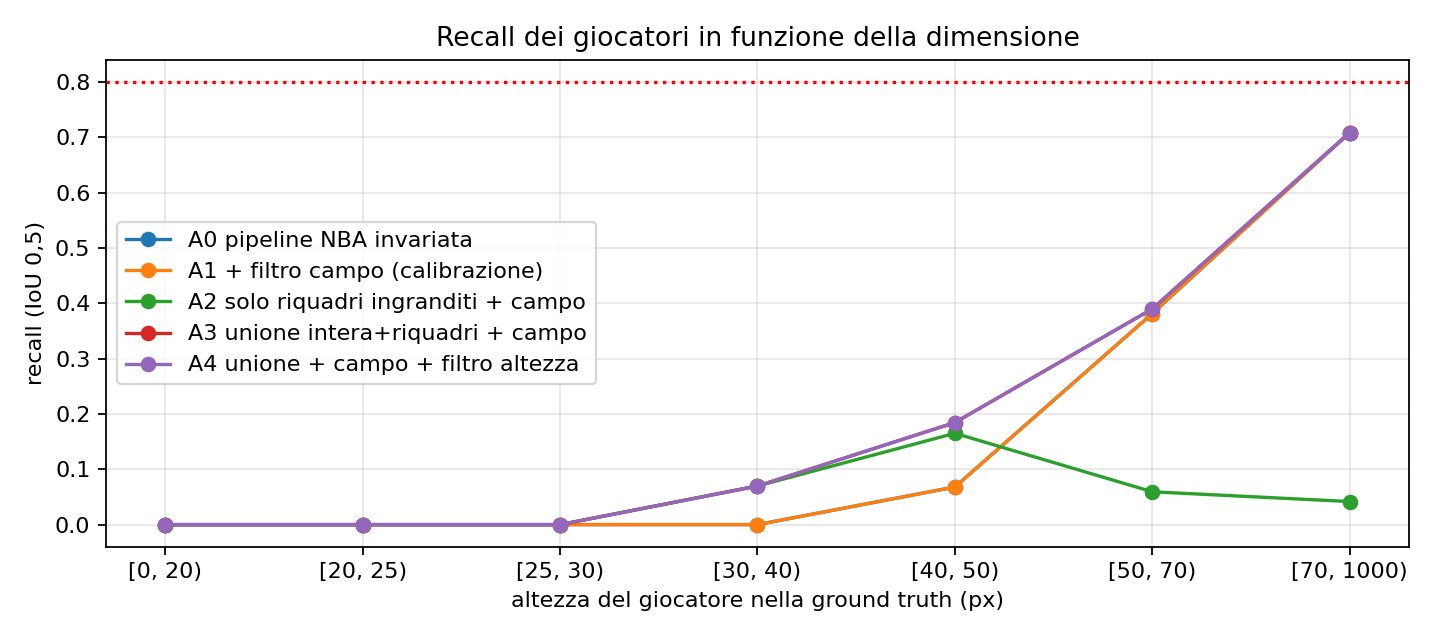 Recall dei giocatori in funzione della dimensione
recall (IoU 0,5)
0.8
0.7
0.6
0.5
0.4
0.3
0.2
0.1
0.0
A0 pipeline NBA invariata
A1 + filtro campo (calibrazione)
A2 solo riquadri ingranditi + campo
A3 unione intera+riquadri + campo
A4 unione + campo + filtro altezza
[0, 20) [20, 25) [25, 30) [30, 40) [40, 50) [50, 70) [70, 1000)
altezza del giocatore nella ground truth (px)